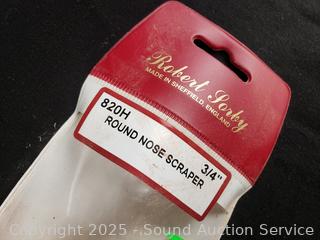 Robert Sorby
MADE IN SHEFFIELD, ENGLAND
820H 3/4"
ROUND NOSE SCRAPER
Copyright 2025 - Sound Auction Service